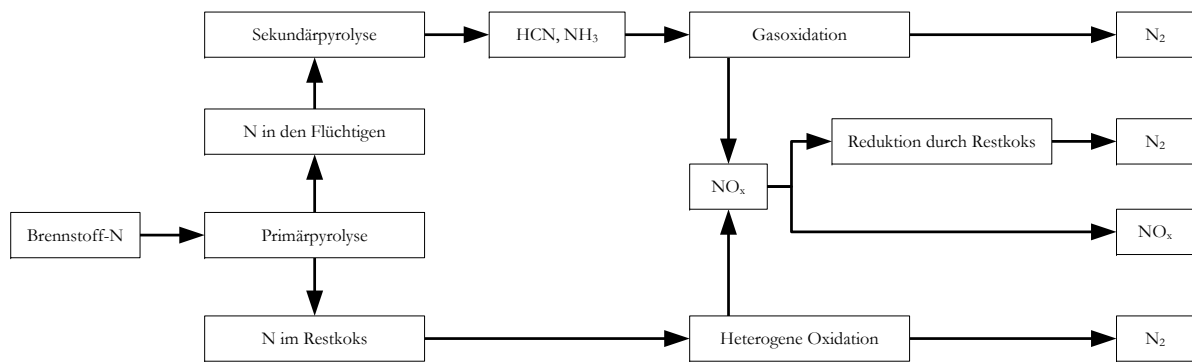 Sekundärpyrolyse
HCN, NH₃
Gasoxidation
N₂
N in den Flüchtigen
Reduktion durch Restkoks
N₂
NOₓ
Brennstoff-N
Primärpyrolyse
NOₓ
N im Restkoks
Heterogene Oxidation
N₂